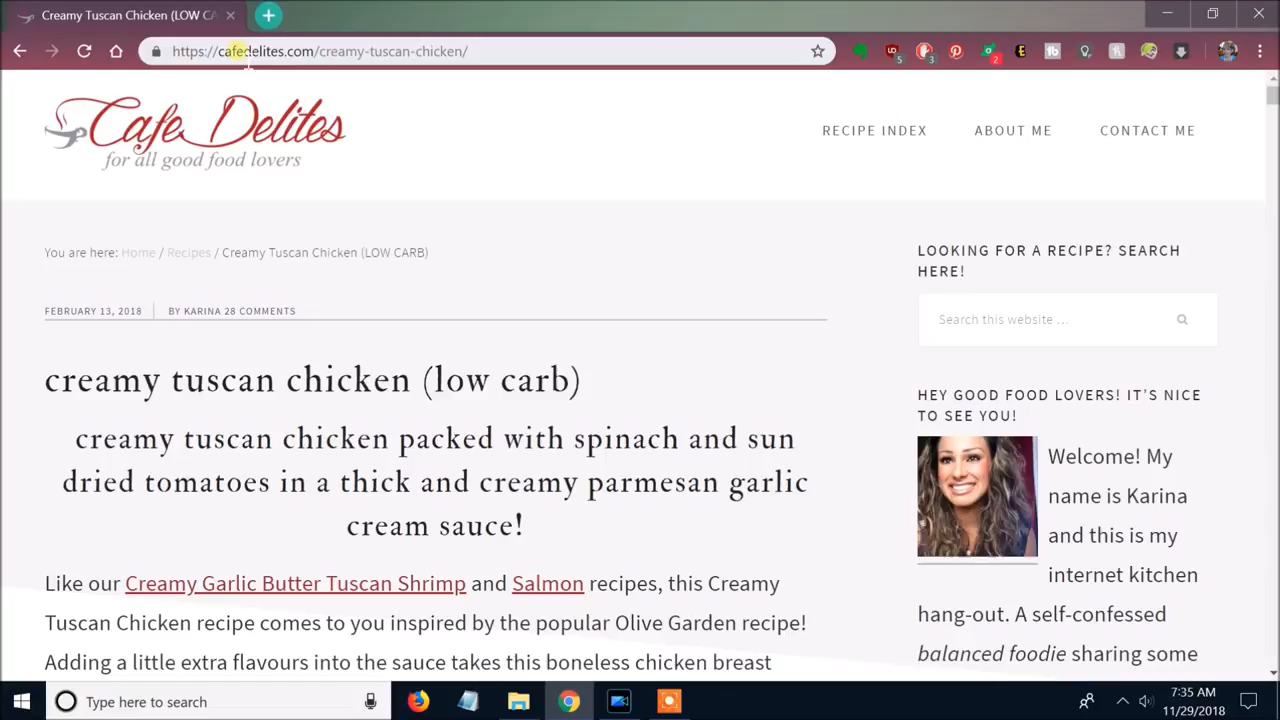 Creamy Tuscan Chicken (LOW CA
https://cafedelites.com/creamy-tuscan-chicken/
5
3
2
Cafe Delites
for all good food lovers
RECIPE INDEX
ABOUT ME
CONTACT ME
You are here: Home / Recipes / Creamy Tuscan Chicken (LOW CARB)
FEBRUARY 13, 2018
BY KARINA 28 COMMENTS
creamy tuscan chicken (low carb)
creamy tuscan chicken packed with spinach and sun
dried tomatoes in a thick and creamy parmesan garlic
cream sauce!
Like our Creamy Garlic Butter Tuscan Shrimp and Salmon recipes, this Creamy
Tuscan Chicken recipe comes to you inspired by the popular Olive Garden recipe!
Adding a little extra flavours into the sauce takes this boneless chicken breast
LOOKING FOR A RECIPE? SEARCH
HERE!
Search this website …
HEY GOOD FOOD LOVERS! IT'S NICE
TO SEE YOU!
Welcome! My
name is Karina
and this is my
internet kitchen
hang-out. A self-confessed
balanced foodie sharing some
Type here to search
7:35 AM
11/29/2018